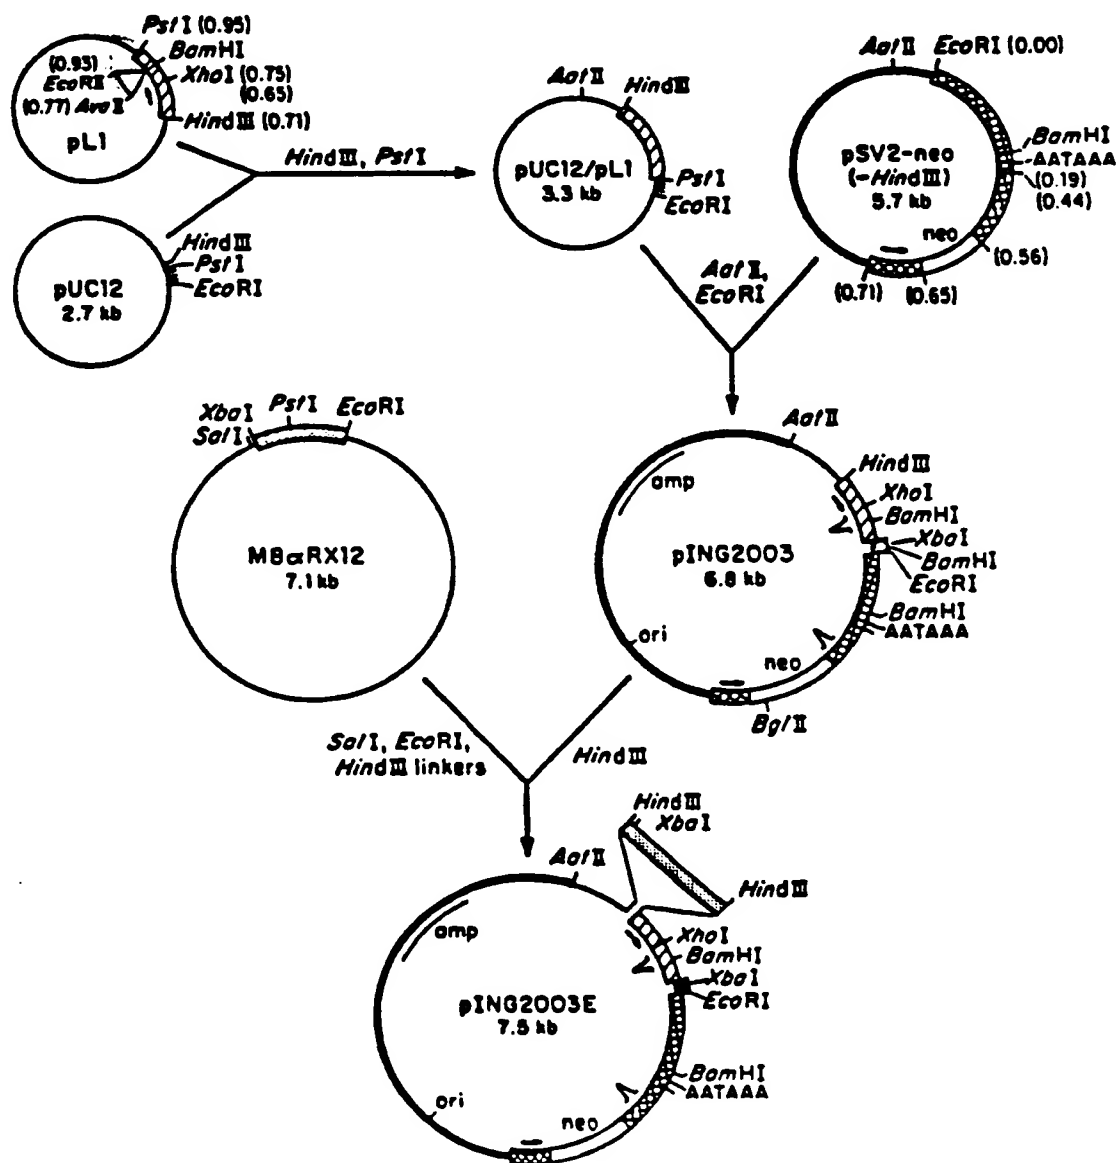 PstI (0.95)
BamHI
(0.93)
EcoRII
XhoI (0.75)
(0.65)
(0.77) AvaII
HindIII (0.71)
pL1
HindIII, PstI
HindIII
PstI
EcoRI
pUC12
2.7 kb
AatII
HindIII
pUC12/pL1
3.3 kb
PstI
EcoRI
AatII
EcoRI (0.00)
BamHI
AATAAA
(0.19)
(0.44)
pSV2-neo
(-HindIII)
5.7 kb
neo
(0.56)
(0.71)
(0.65)
AatII,
EcoRI
XbaI
SalI
PstI
EcoRI
M8αRX12
7.1 kb
AatII
HindIII
amp
XhoI
BamHI
XbaI
BamHI
EcoRI
pING2003
6.8 kb
BamHI
AATAAA
ori
neo
BglII
SalI, EcoRI,
HindIII linkers
HindIII
HindIII
XbaI
AatII
HindIII
amp
XhoI
BamHI
XbaI
EcoRI
pING2003E
7.5 kb
BamHI
AATAAA
ori
neo